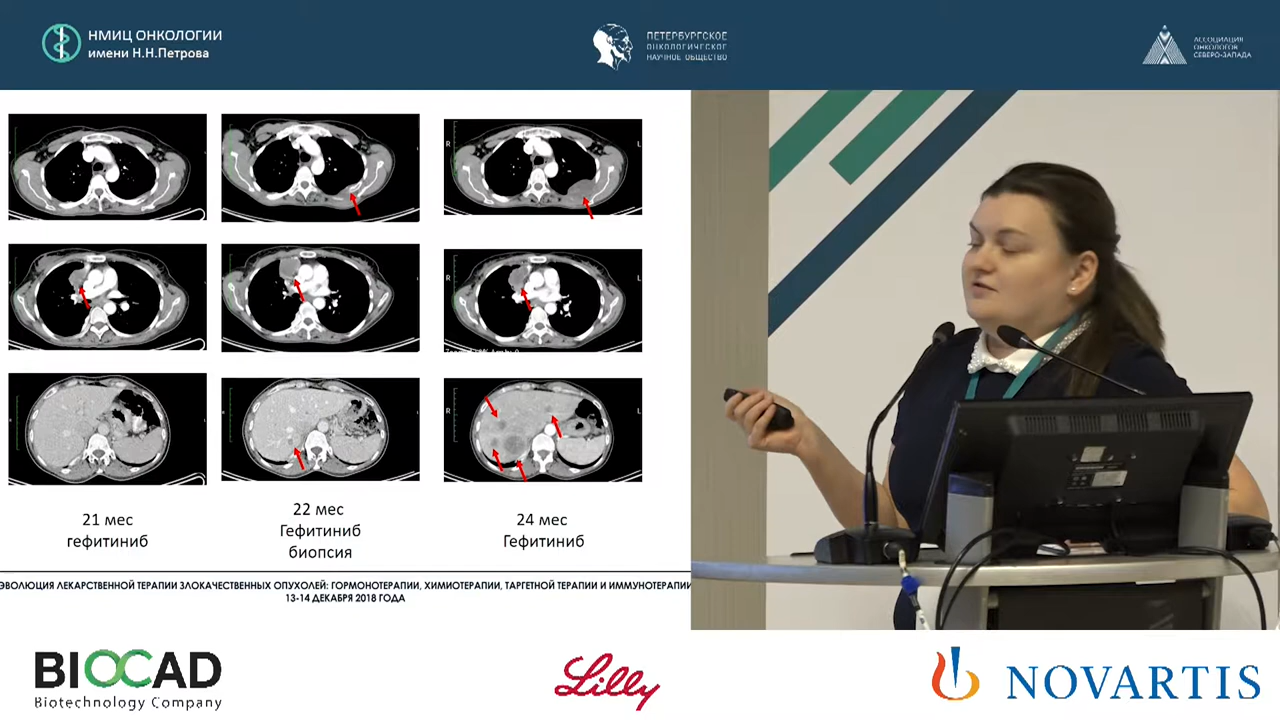 НМИЦ ОНКОЛОГИИ
имени Н.Н.Петрова
ПЕТЕРБУРГСКОЕ
ОНКОЛОГИЧЕСКОЕ
НАУЧНОЕ ОБЩЕСТВО
АССОЦИАЦИЯ
ОНКОЛОГОВ
СЕВЕРО-ЗАПАДА
R
L
R
L
R
L
21 мес
гефитиниб
22 мес
Гефитиниб
биопсия
24 мес
Гефитиниб
ЭВОЛЮЦИЯ ЛЕКАРСТВЕННОЙ ТЕРАПИИ ЗЛОКАЧЕСТВЕННЫХ ОПУХОЛЕЙ: ГОРМОНОТЕРАПИИ, ХИМИОТЕРАПИИ, ТАРГЕТНОЙ ТЕРАПИИ И ИММУНОТЕРАПИИ
13-14 ДЕКАБРЯ 2018 ГОДА
BIOCAD
Biotechnology Company
Lilly
NOVARTIS